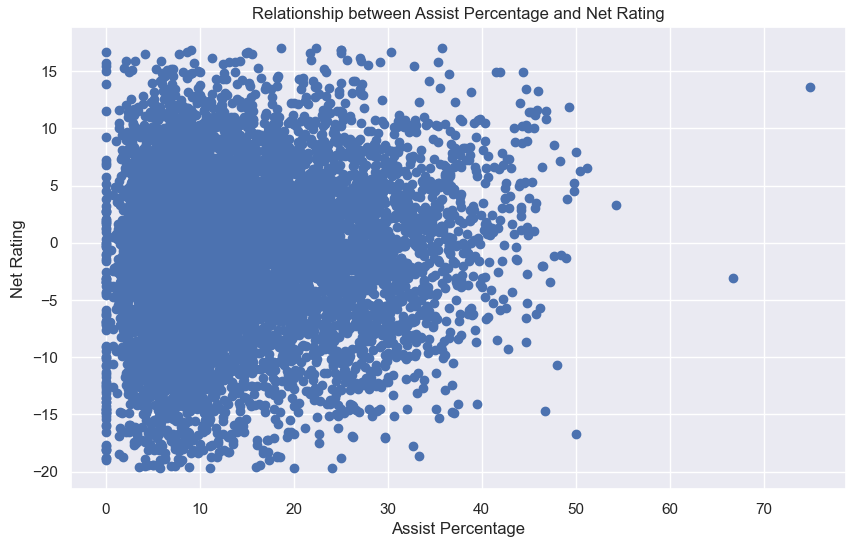 Relationship between Assist Percentage and Net Rating
Net Rating
15
10
5
0
−5
−10
−15
−20
0 10 20 30 40 50 60 70
Assist Percentage